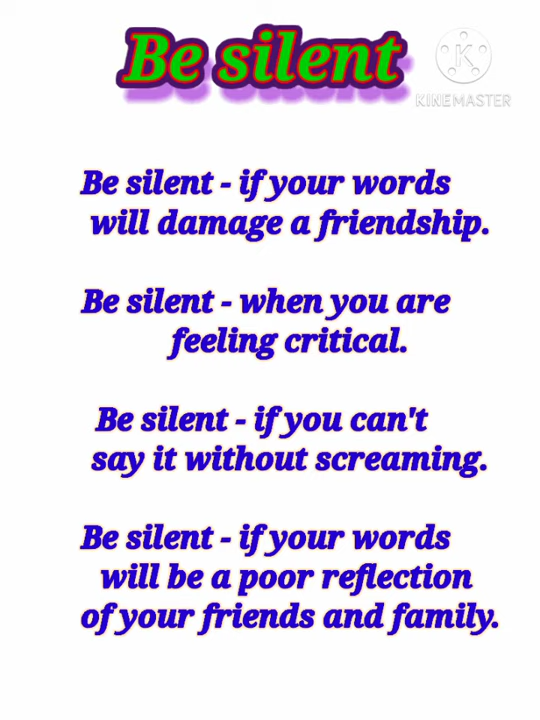 Be silent
K
KINEMASTER
Be silent - if your words
will damage a friendship.
Be silent - when you are
feeling critical.
Be silent - if you can't
say it without screaming.
Be silent - if your words
will be a poor reflection
of your friends and family.